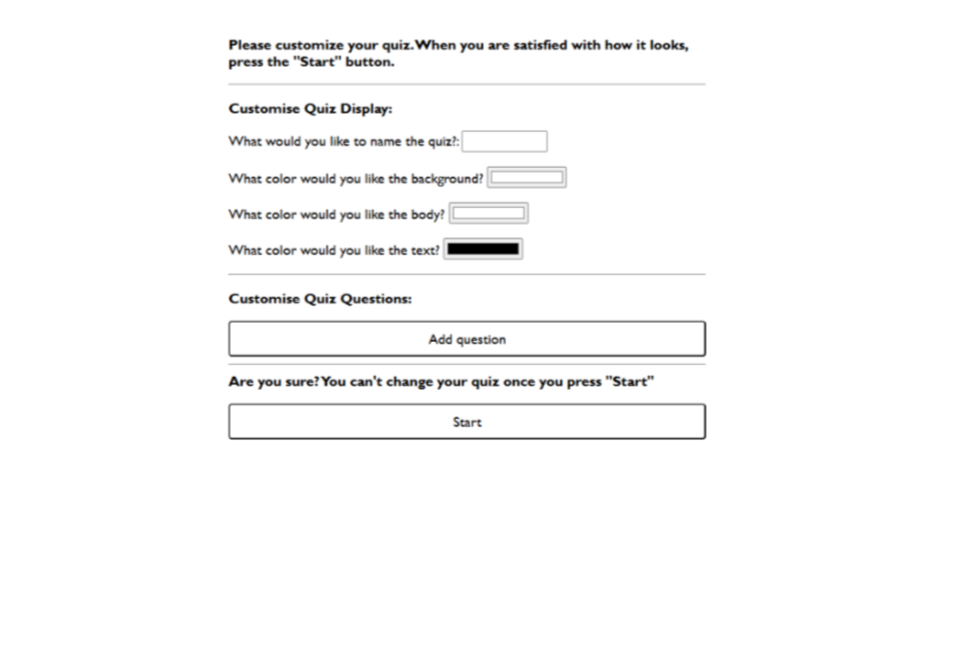 Please customize your quiz. When you are satisfied with how it looks,
press the "Start" button.
Customise Quiz Display:
What would you like to name the quiz?:
What color would you like the background?
What color would you like the body?
What color would you like the text?
Customise Quiz Questions:
Add question
Are you sure? You can't change your quiz once you press "Start"
Start